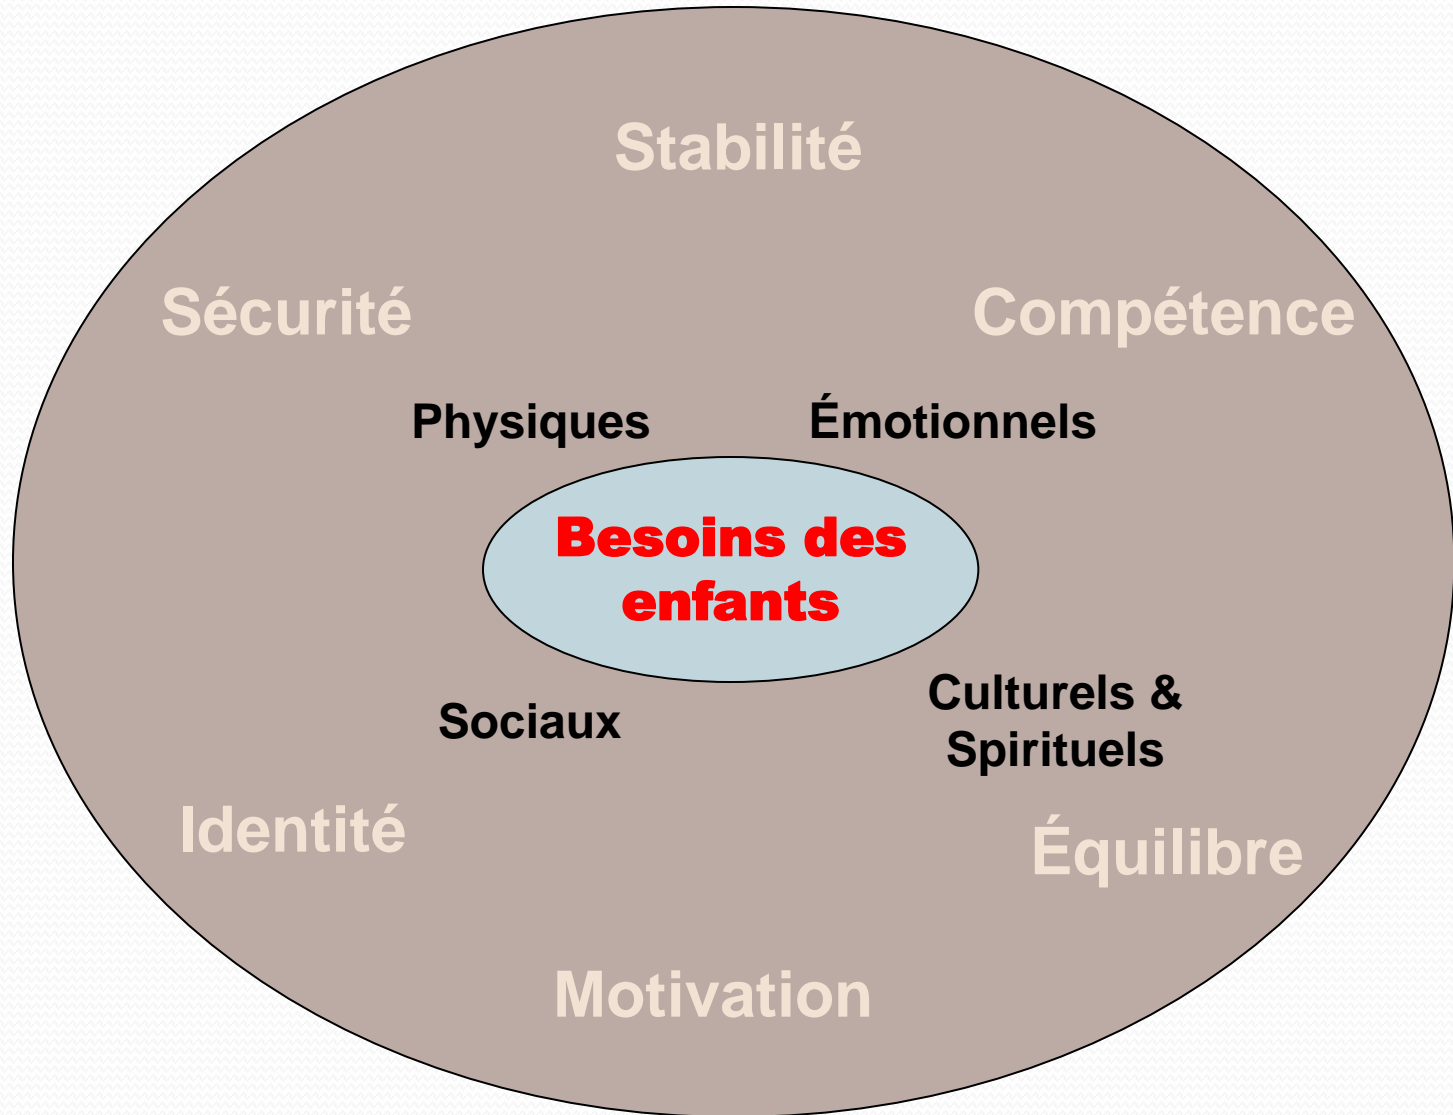 Stabilité
Sécurité
Compétence
Physiques
Émotionnels
Besoins des
enfants
Sociaux
Culturels &
Spirituels
Identité
Équilibre
Motivation